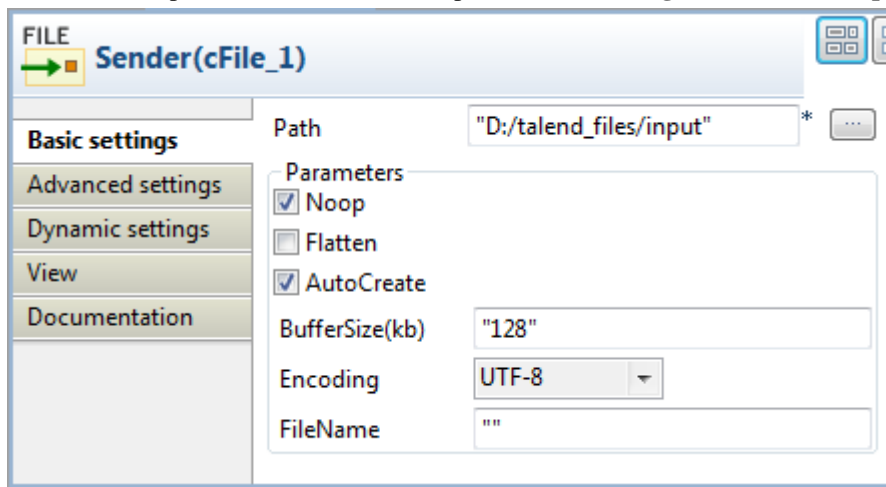 FILE
Sender(cFile_1)
Basic settings
Advanced settings
Dynamic settings
View
Documentation
Path "D:/talend_files/input" * ...
Parameters
Noop
Flatten
AutoCreate
BufferSize(kb) "128"
Encoding UTF-8
FileName ""